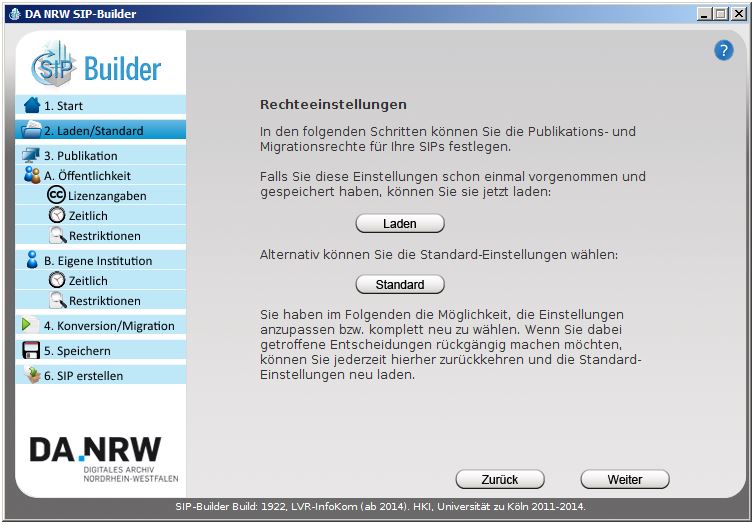 DA NRW SIP-Builder
SIP Builder
?
1. Start
2. Laden/Standard
3. Publikation
A. Öffentlichkeit
cc Lizenzangaben
Zeitlich
Restriktionen
B. Eigene Institution
Zeitlich
Restriktionen
4. Konversion/Migration
5. Speichern
6. SIP erstellen
DA.NRW
DIGITALES ARCHIV
NORDRHEIN-WESTFALEN
Rechteeinstellungen
In den folgenden Schritten können Sie die Publikations- und
Migrationsrechte für Ihre SIPs festlegen.
Falls Sie diese Einstellungen schon einmal vorgenommen und
gespeichert haben, können Sie sie jetzt laden:
Laden
Alternativ können Sie die Standard-Einstellungen wählen:
Standard
Sie haben im Folgenden die Möglichkeit, die Einstellungen
anzupassen bzw. komplett neu zu wählen. Wenn Sie dabei
getroffene Entscheidungen rückgängig machen möchten,
können Sie jederzeit hierher zurückkehren und die Standard-
Einstellungen neu laden.
Zurück
Weiter
SIP-Builder Build: 1922, LVR-InfoKom (ab 2014). HKI, Universität zu Köln 2011-2014.